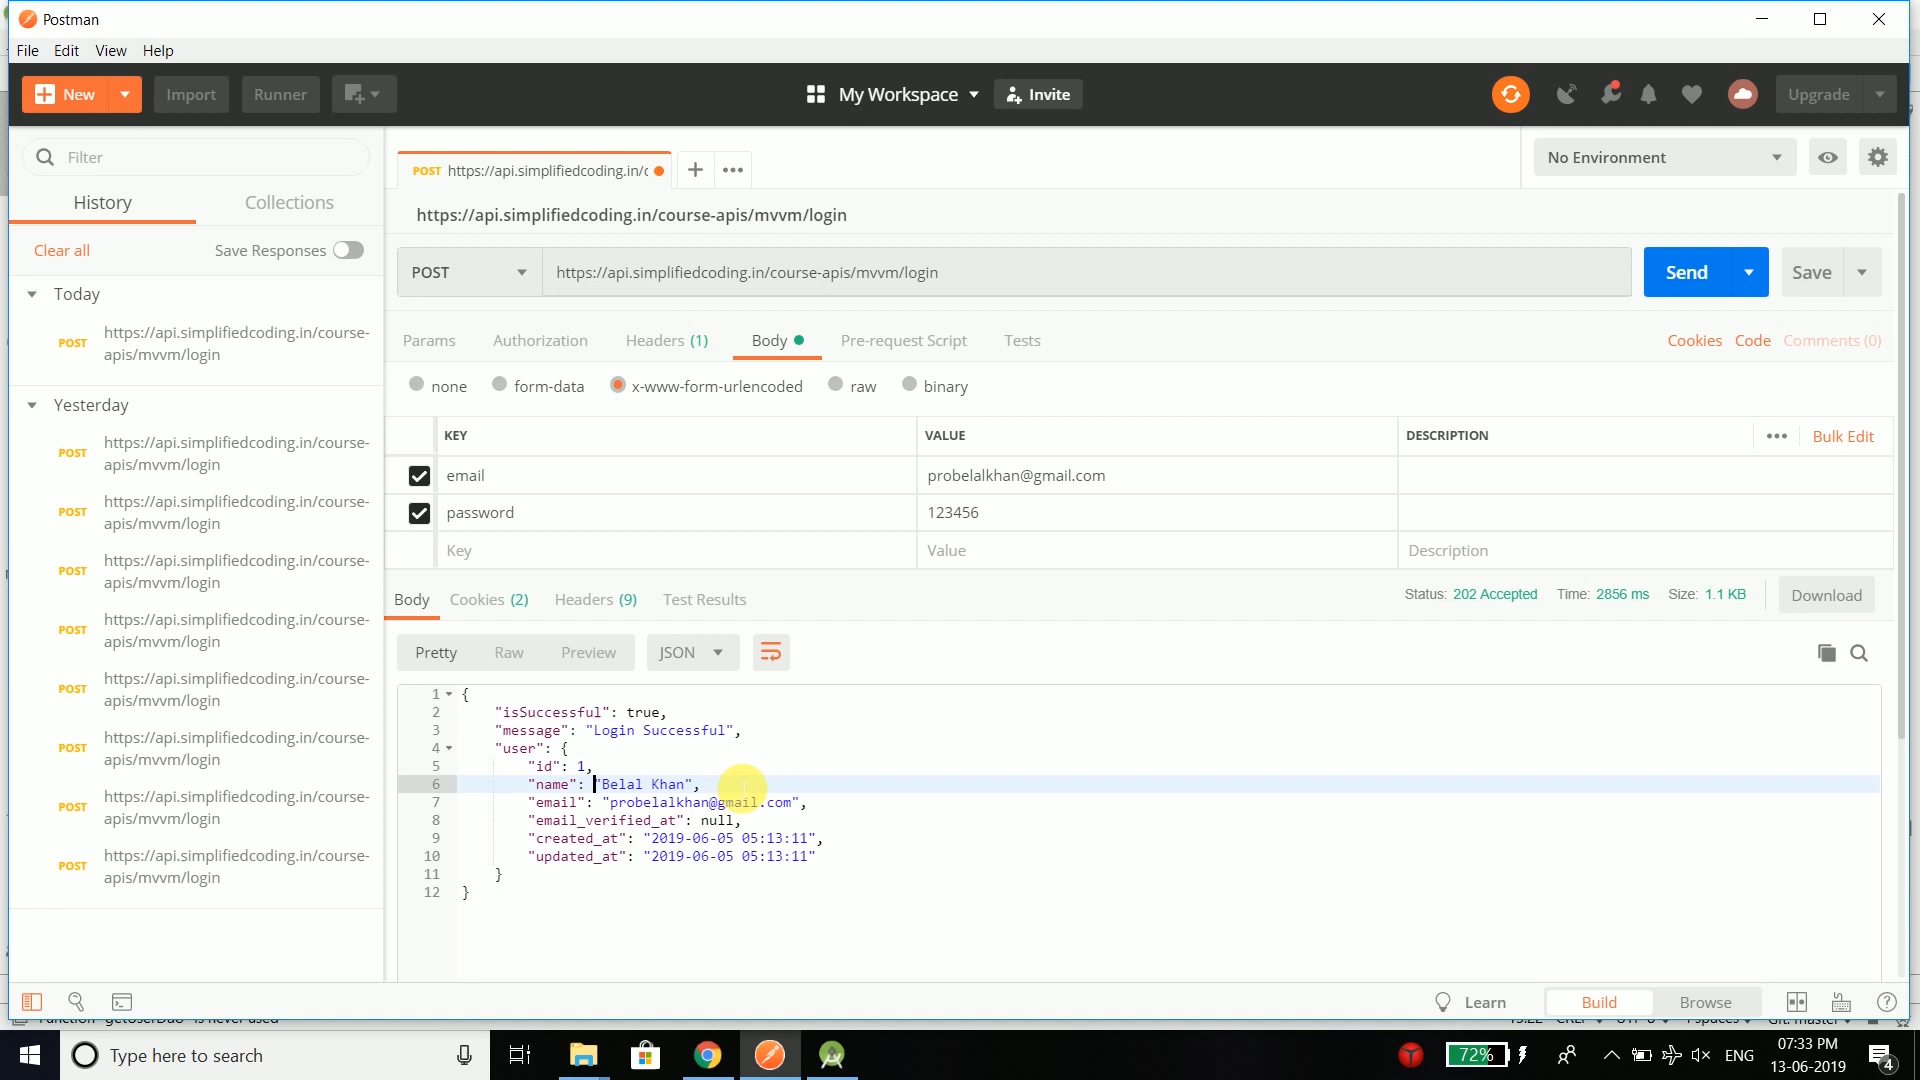 Postman
File Edit View Help
New Import Runner My Workspace Invite Upgrade
Filter
History Collections
Clear all Save Responses
Today
POST https://api.simplifiedcoding.in/course-
apis/mvvm/login
Yesterday
POST https://api.simplifiedcoding.in/course-
apis/mvvm/login
POST https://api.simplifiedcoding.in/course-
apis/mvvm/login
POST https://api.simplifiedcoding.in/course-
apis/mvvm/login
POST https://api.simplifiedcoding.in/course-
apis/mvvm/login
POST https://api.simplifiedcoding.in/course-
apis/mvvm/login
POST https://api.simplifiedcoding.in/course-
apis/mvvm/login
POST https://api.simplifiedcoding.in/course-
apis/mvvm/login
POST https://api.simplifiedcoding.in/course-
apis/mvvm/login
POST https://api.simplifiedcoding.in/c
No Environment
https://api.simplifiedcoding.in/course-apis/mvvm/login
POST https://api.simplifiedcoding.in/course-apis/mvvm/login Send Save
Params Authorization Headers (1) Body Pre-request Script Tests Cookies Code Comments (0)
none form-data x-www-form-urlencoded raw binary
KEY VALUE DESCRIPTION Bulk Edit
email probelalkhan@gmail.com
password 123456
Key Value Description
Body Cookies (2) Headers (9) Test Results Status: 202 Accepted Time: 2856 ms Size: 1.1 KB Download
Pretty Raw Preview JSON
1 {
2 "isSuccessful": true,
3 "message": "Login Successful",
4 "user": {
5 "id": 1,
6 "name": "Belal Khan",
7 "email": "probelalkhan@gmail.com",
8 "email_verified_at": null,
9 "created_at": "2019-06-05 05:13:11",
10 "updated_at": "2019-06-05 05:13:11"
11 }
12 }
Learn Build Browse
Type here to search
72% ENG 07:33 PM
13-06-2019
4